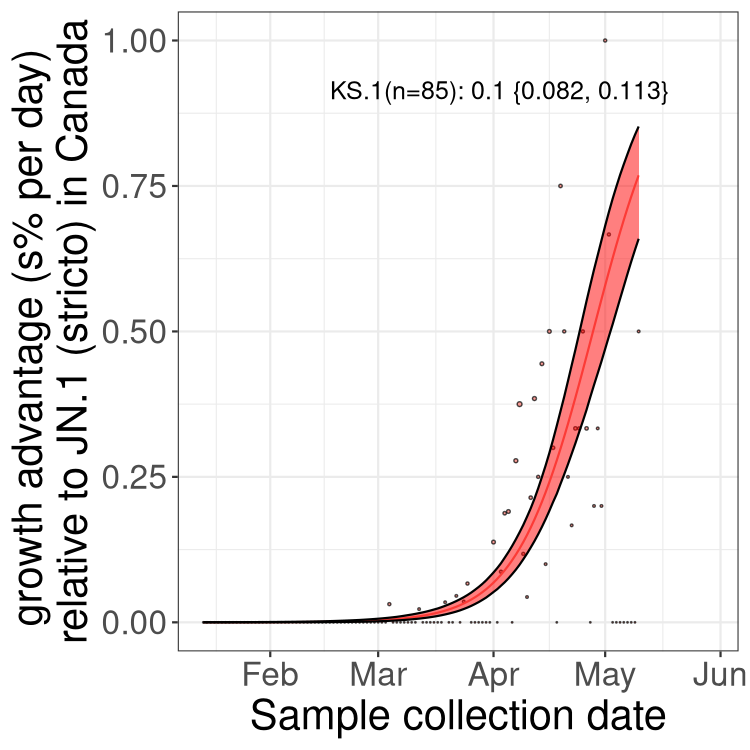 growth advantage (s% per day)
relative to JN.1 (stricto) in Canada
1.00
0.75
0.50
0.25
0.00
KS.1(n=85): 0.1 {0.082, 0.113}
Feb Mar Apr May Jun
Sample collection date